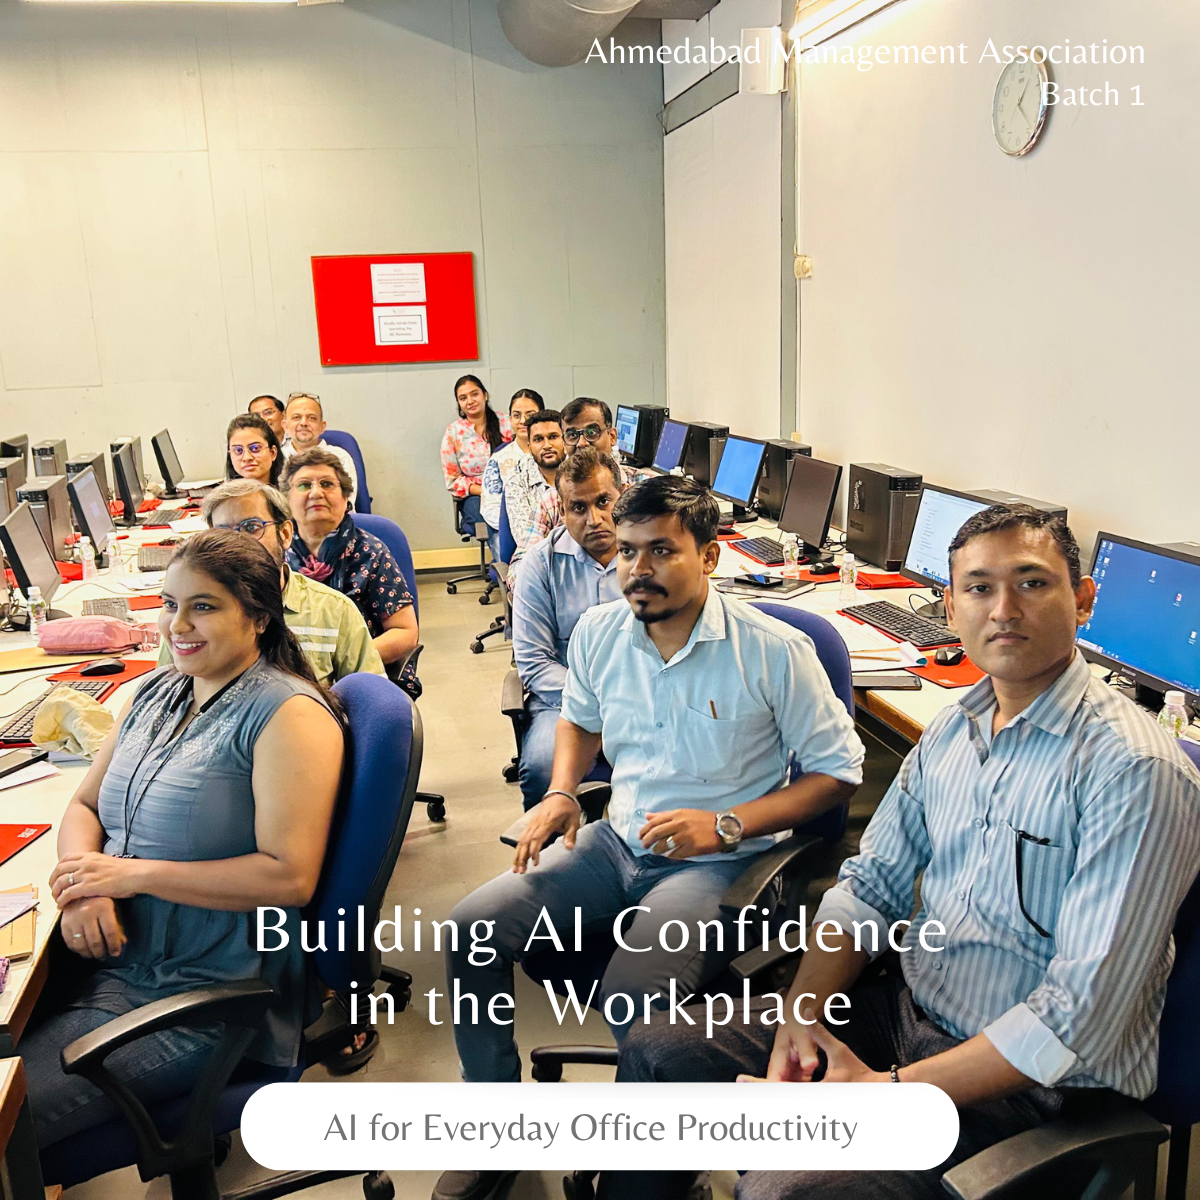 Ahmedabad Management Association
Batch 1
Building AI Confidence
in the Workplace
AI for Everyday Office Productivity